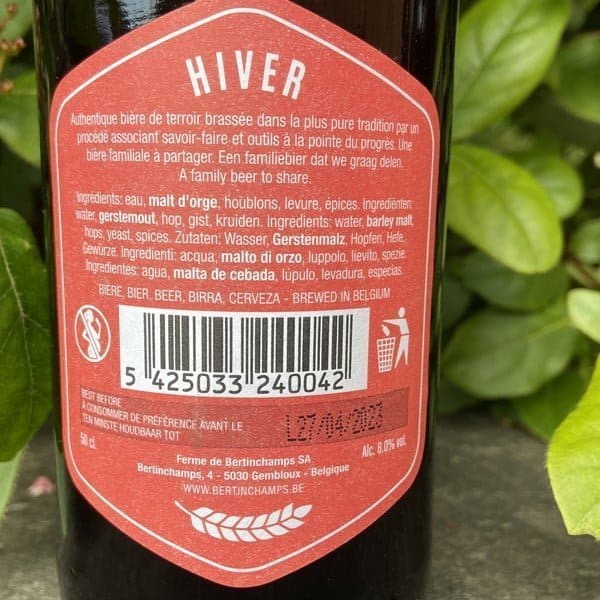 HIVER
Authentique bière de terroir brassée dans la plus pure tradition par un
procédé associant savoir-faire et outils à la pointe du progrès. Une
bière familiale à partager. Een familiebier dat we graag delen.
A family beer to share.
Ingrédients: eau, malt d'orge, houblons, levure, épices. Ingrediënten:
water, gerstemout, hop, gist, kruiden. Ingrédients: water, barley malt,
hops, yeast, spices. Zutaten: Wasser, Gerstenmalz, Hopfen, Hefe,
Gewürze. Ingredienti: acqua, malto di orzo, luppolo, lievito, spezie.
Ingredientes: agua, malta de cebada, lúpulo, levadura, especias.
BIÈRE, BIER, BEER, BIRRA, CERVEZA - BREWED IN BELGIUM
5 425033 240042
BEST BEFORE
À CONSOMMER DE PRÉFÉRENCE AVANT LE
TEN MINSTE HOUDBAAR TOT
L27/04/2023
50 cl.
Alc. 8.0% vol.
Ferme de Bertinchamps SA
Bertinchamps, 4 - 5030 Gembloux - Belgique
WWW.BERTINCHAMPS.BE